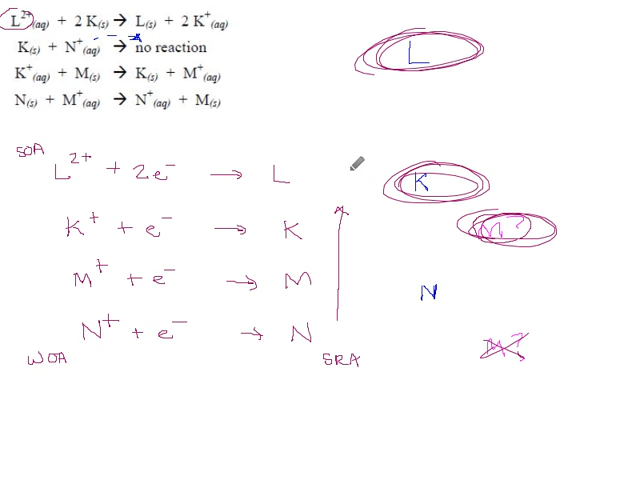 L²⁺(aq) + 2 K(s) → L(s) + 2 K⁺(aq)
K(s) + N⁺(aq) → no reaction
K⁺(aq) + M(s) → K(s) + M⁺(aq)
N(s) + M⁺(aq) → N⁺(aq) + M(s)
L
SOA
L²⁺ + 2e⁻ → L
K
K⁺ + e⁻ → K
M?
M⁺ + e⁻ → M
N
N⁺ + e⁻ → N
M?
WOA SRA